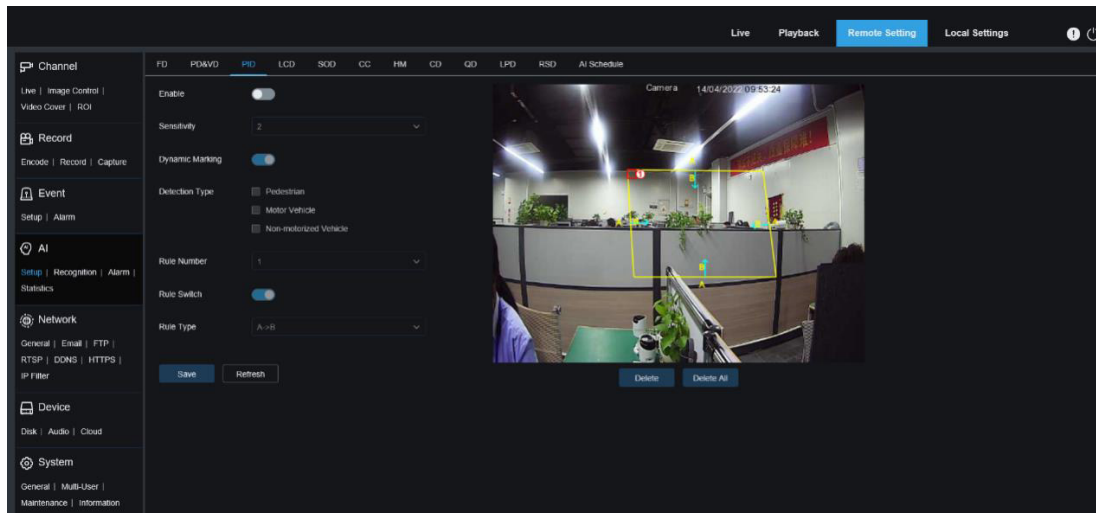 Live Playback Remote Setting Local Settings
Channel
Live | Image Control |
Video Cover | ROI
Record
Encode | Record | Capture
Event
Setup | Alarm
AI
Setup | Recognition | Alarm |
Statistics
Network
General | Email | FTP |
RTSP | DDNS | HTTPS |
IP Filter
Device
Disk | Audio | Cloud
System
General | Multi-User |
Maintenance | Information
FD PD&VD PID LCD SOD CC HM CD QD LPD RSD AI Schedule
Enable
Sensitivity 2
Dynamic Marking
Detection Type Pedestrian
Motor Vehicle
Non-motorized Vehicle
Rule Number 1
Rule Switch
Rule Type A->B
Save Refresh
Camera 14/04/2022 09:53:24
1
B
B
A
Delete Delete All